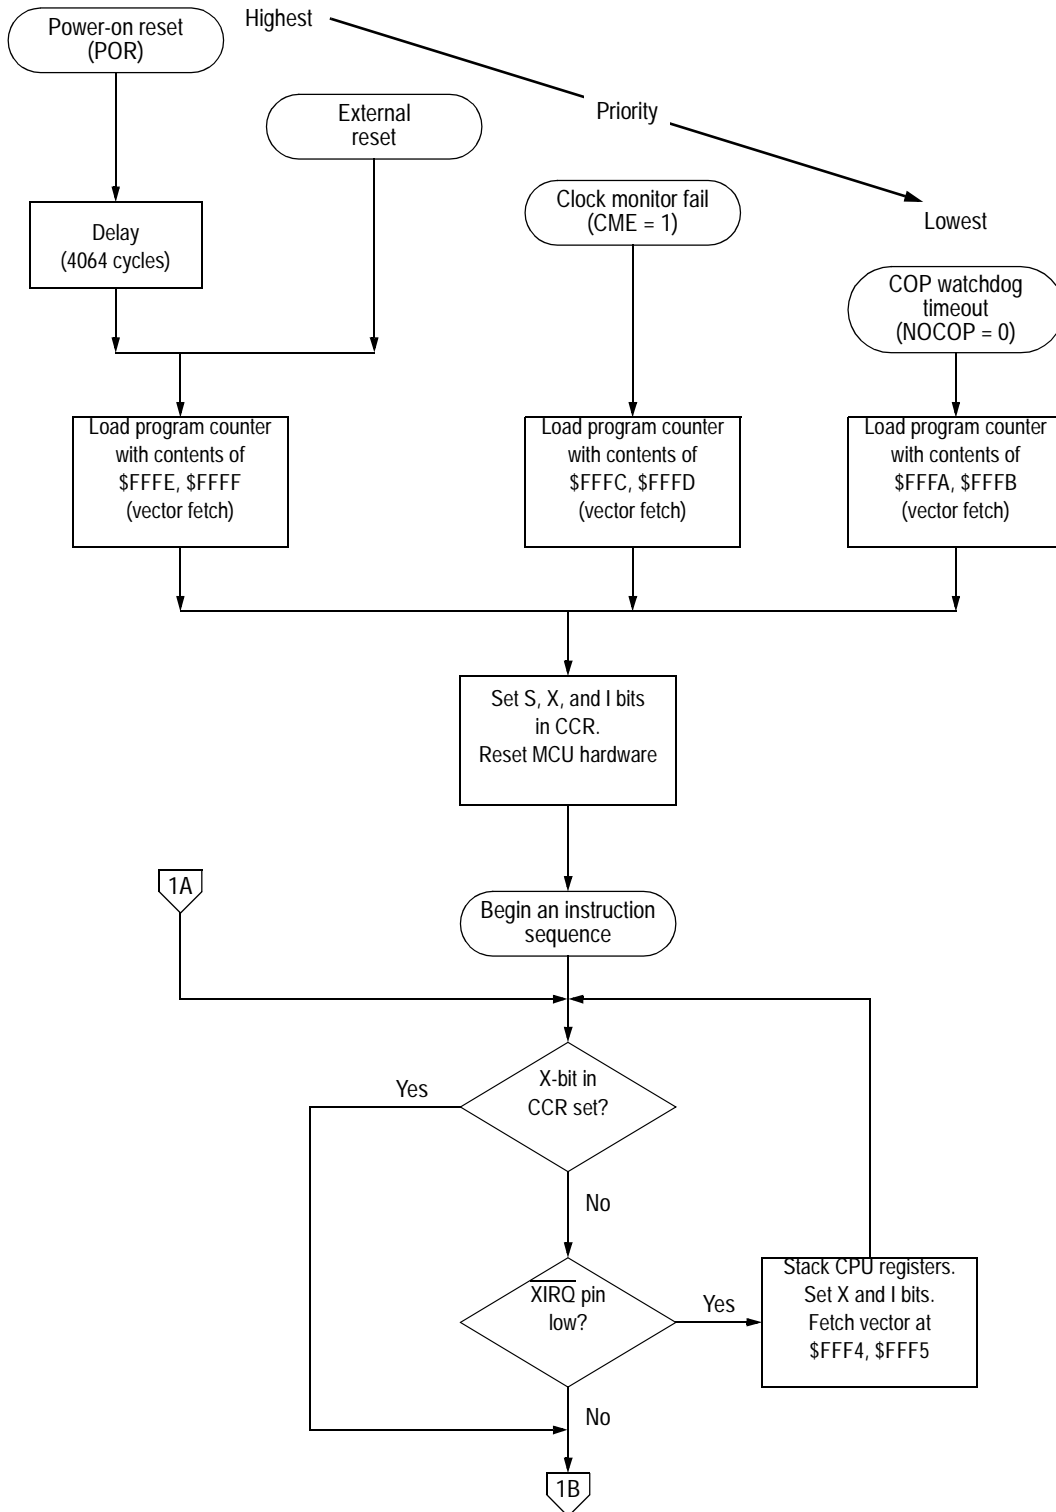 Power-on reset
(POR)
Highest
External
reset
Priority
Clock monitor fail
(CME = 1)
Lowest
Delay
(4064 cycles)
COP watchdog
timeout
(NOCOP = 0)
Load program counter
with contents of
$FFFE, $FFFF
(vector fetch)
Load program counter
with contents of
$FFFC, $FFFD
(vector fetch)
Load program counter
with contents of
$FFFA, $FFFB
(vector fetch)
Set S, X, and I bits
in CCR.
Reset MCU hardware
1A
Begin an instruction
sequence
X-bit in
CCR set?
Yes
No
XIRQ pin
low?
Yes
Stack CPU registers.
Set X and I bits.
Fetch vector at
$FFF4, $FFF5
No
1B